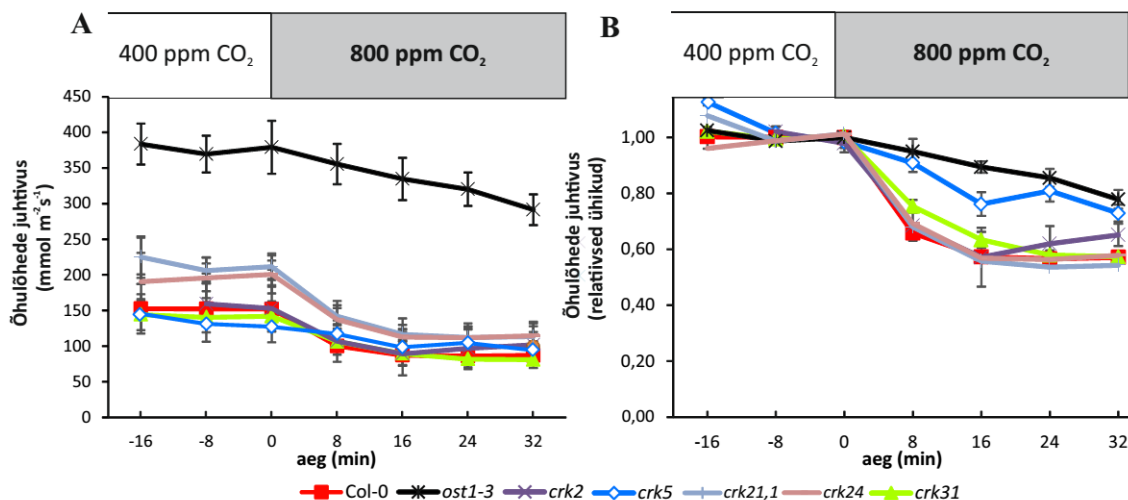 A
400 ppm CO₂
800 ppm CO₂
450
400
350
300
250
200
150
100
50
0
Õhulõhede juhtivus
(mmol m⁻² s⁻¹)
-16 -8 0 8 16 24 32
aeg (min)
B
400 ppm CO₂
800 ppm CO₂
1,00
0,80
0,60
0,40
0,20
0,00
Õhulõhede juhtivus
(relatiivsed ühikud)
-16 -8 0 8 16 24 32
aeg (min)
Col-0 ost1-3 crk2 crk5 crk21,1 crk24 crk31